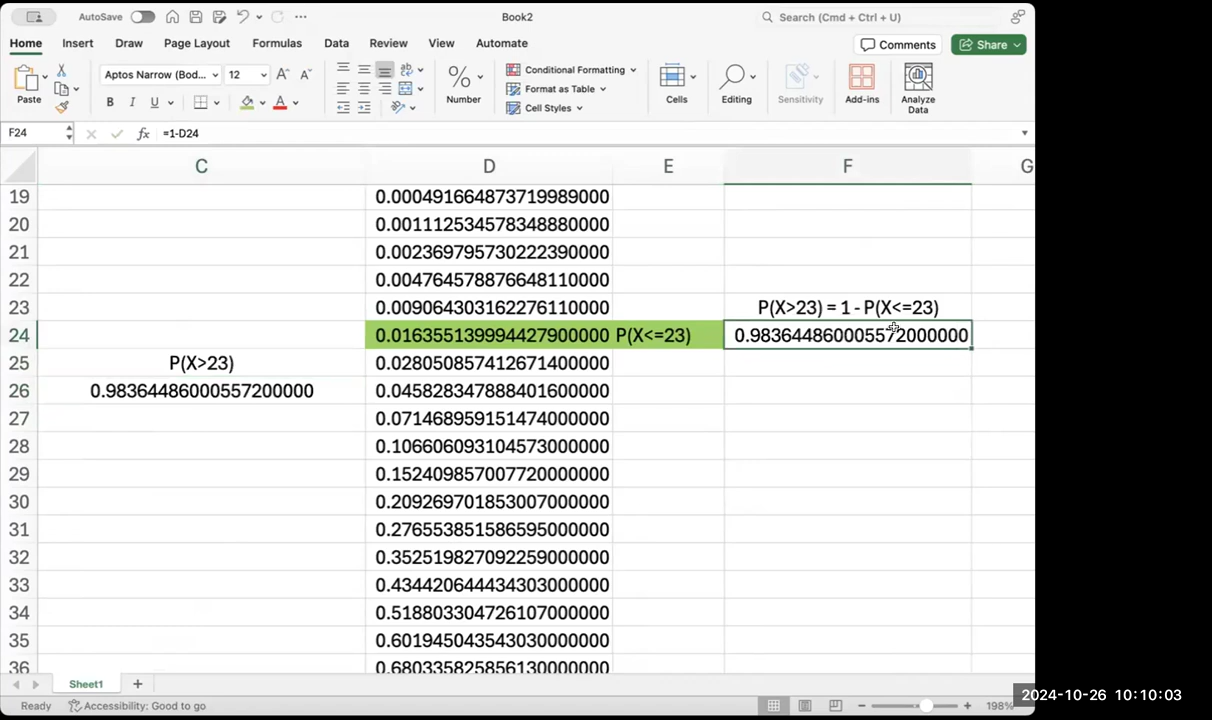 AutoSave
Book2
Search (Cmd + Ctrl + U)
Home Insert Draw Page Layout Formulas Data Review View Automate
Comments
Share
Paste
Aptos Narrow (Bod... 12
B I U
Number
Conditional Formatting
Format as Table
Cell Styles
Cells
Editing
Sensitivity
Add-ins
Analyze Data
F24
fx =1-D24
C D E F G
19 0.000491664873719989000
20 0.001112534578348880000
21 0.002369795730222390000
22 0.004764578876648110000
23 0.009064303162276110000 P(X>23) = 1 - P(X<=23)
24 0.016355139994427900000 P(X<=23) 0.983644860005572000000
25 P(X>23) 0.028050857412671400000
26 0.98364486000557200000 0.045828347888401600000
27 0.071468959151474000000
28 0.106606093104573000000
29 0.152409857007720000000
30 0.209269701853007000000
31 0.276553851586595000000
32 0.352519827092259000000
33 0.434420644434303000000
34 0.518803304726107000000
35 0.601945043543030000000
36 0.680335825856130000000
Sheet1 +
Ready Accessibility: Good to go
198%
2024-10-26 10:10:03